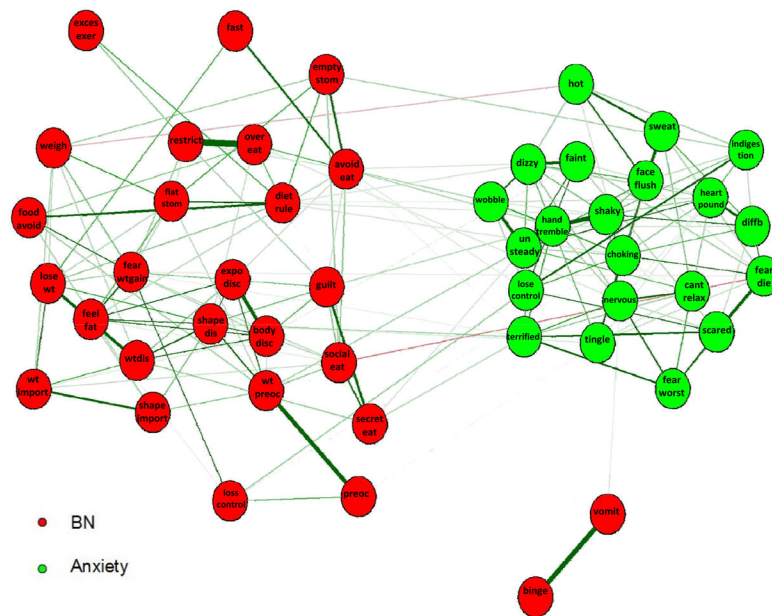 exces
exer
fast
empty
stom
hot
weigh
restrict
over
eat
avoid
eat
sweat
indiges
tion
dizzy
faint
face
flush
flat
stom
diet
rule
food
avoid
wobble
hand
tremble
shaky
heart
pound
diffb
un
steady
choking
lose
wt
fear
wtgain
expo
disc
guilt
lose
control
nervous
cant
relax
fear
die
feel
fat
shape
dis
body
disc
terrified
tingle
scared
wtdis
social
eat
wt
import
shape
import
wt
preoc
secret
eat
fear
worst
loss
control
preoc
vomit
binge
BN
Anxiety